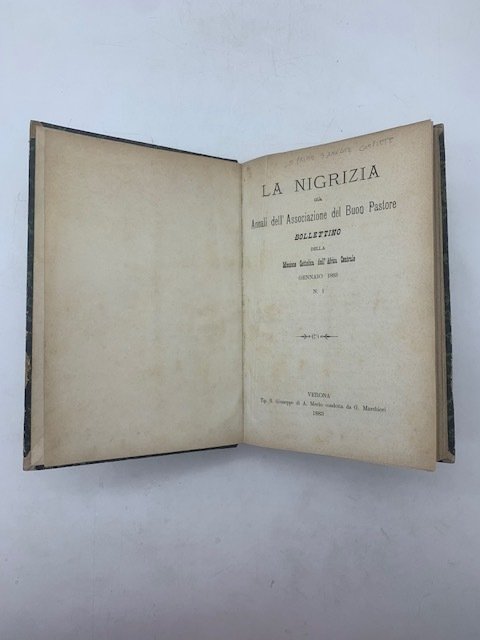 LA NIGRIZIA
GIÀ
Annali dell' Associazione del Buon Pastore
BOLLETTINO
DELLA
Missione Cattolica dell' Africa Centrale
GENNAIO 1883
N. 1
VERONA
Tip. S. Giuseppe di A. Merlo condotta da G. Marchiori
1883